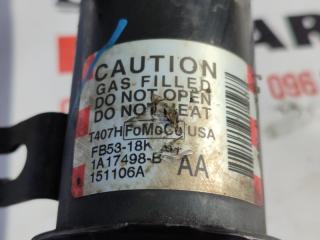 CAUTION
GAS FILLED
DO NOT OPEN
DO NOT HEAT
T407H FoMoCo USA
FB53-18K
1A17498-B AA
151106A
096